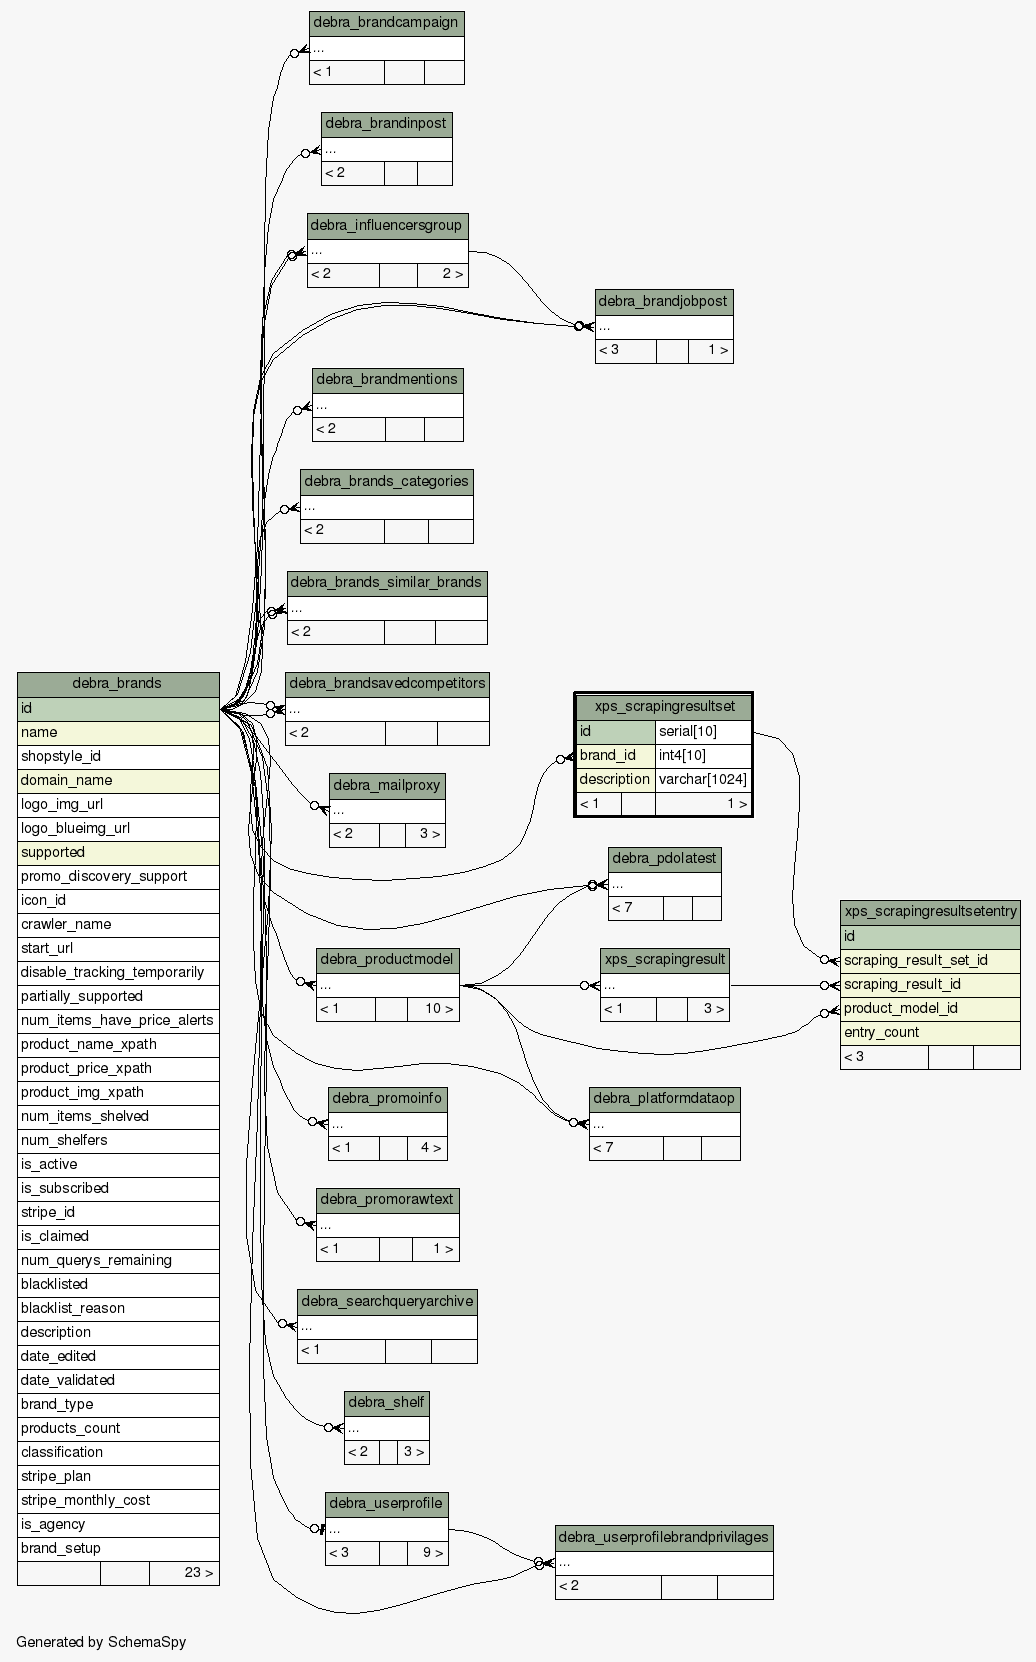 debra_brandcampaign
...
< 1
debra_brandinpost
...
< 2
debra_influencersgroup
...
< 2 2 >
debra_brandjobpost
...
< 3 1 >
debra_brandmentions
...
< 2
debra_brands_categories
...
< 2
debra_brands_similar_brands
...
< 2
debra_brands
id
name
shopstyle_id
domain_name
logo_img_url
logo_blueimg_url
supported
promo_discovery_support
icon_id
crawler_name
start_url
disable_tracking_temporarily
partially_supported
num_items_have_price_alerts
product_name_xpath
product_price_xpath
product_img_xpath
num_items_shelved
num_shelfers
is_active
is_subscribed
stripe_id
is_claimed
num_querys_remaining
blacklisted
blacklist_reason
description
date_edited
date_validated
brand_type
products_count
classification
stripe_plan
stripe_monthly_cost
is_agency
brand_setup
23 >
debra_brandsavedcompetitors
...
< 2
xps_scrapingresultset
id serial[10]
brand_id int4[10]
description varchar[1024]
< 1 1 >
debra_mailproxy
...
< 2 3 >
debra_pdolatest
...
< 7
xps_scrapingresultsetentry
id
scraping_result_set_id
scraping_result_id
product_model_id
entry_count
< 3
debra_productmodel
...
< 1 10 >
xps_scrapingresult
...
< 1 3 >
debra_promoinfo
...
< 1 4 >
debra_platformdataop
...
< 7
debra_promorawtext
...
< 1 1 >
debra_searchqueryarchive
...
< 1
debra_shelf
...
< 2 3 >
debra_userprofile
...
< 3 9 >
debra_userprofilebrandprivilages
...
< 2
Generated by SchemaSpy